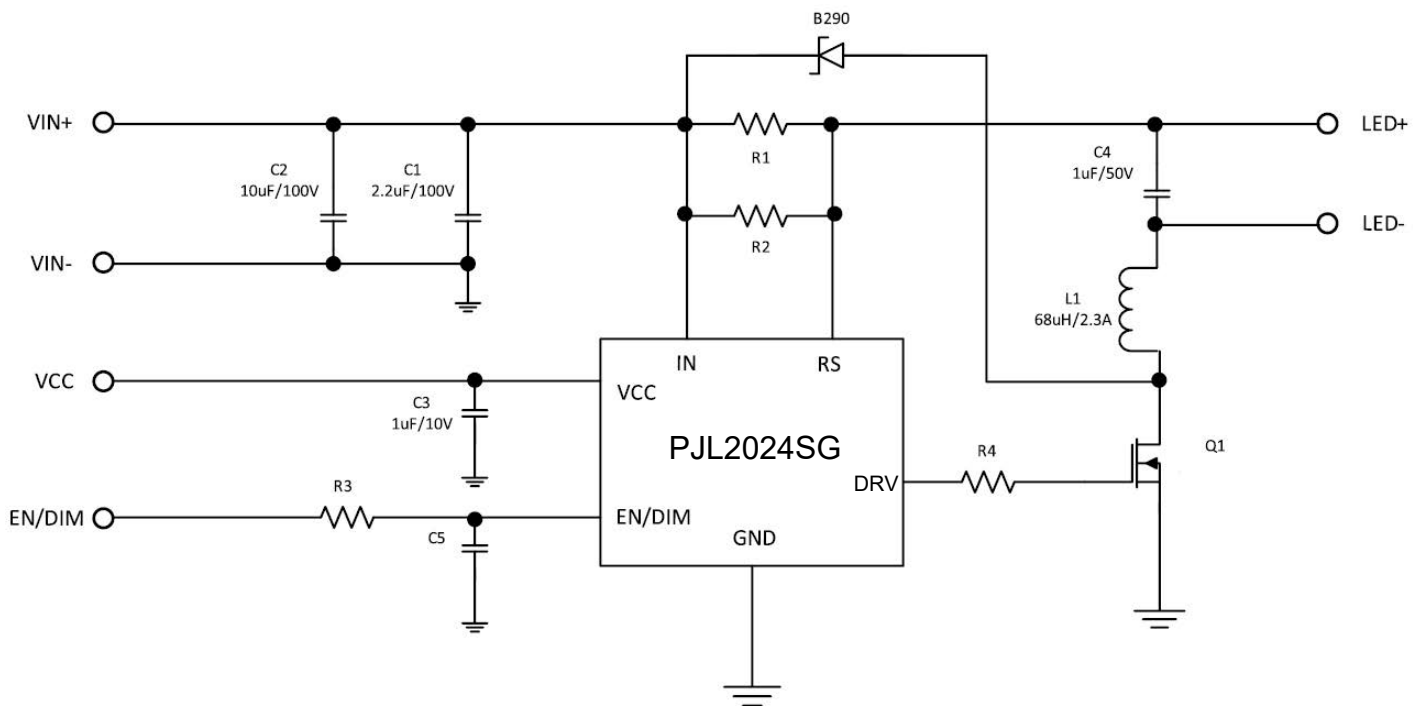 B290
VIN+
R1
LED+
C2
10uF/100V
C1
2.2uF/100V
C4
1uF/50V
R2
LED-
VIN-
L1
68uH/2.3A
IN
RS
VCC
VCC
C3
1uF/10V
PJL2024SG
Q1
R4
DRV
R3
EN/DIM
EN/DIM
C5
GND